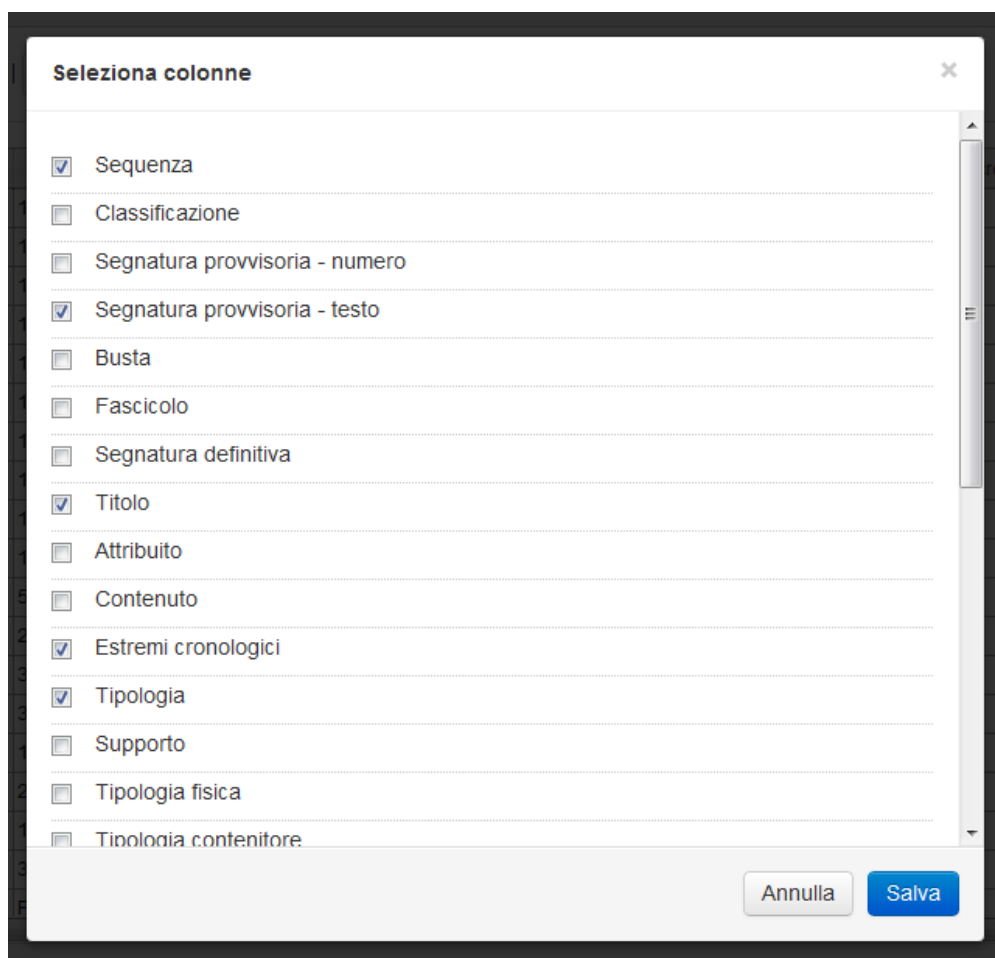 Seleziona colonne
Sequenza
Classificazione
Segnatura provvisoria - numero
Segnatura provvisoria - testo
Busta
Fascicolo
Segnatura definitiva
Titolo
Attribuito
Contenuto
Estremi cronologici
Tipologia
Supporto
Tipologia fisica
Tipologia contenitore
Annulla
Salva